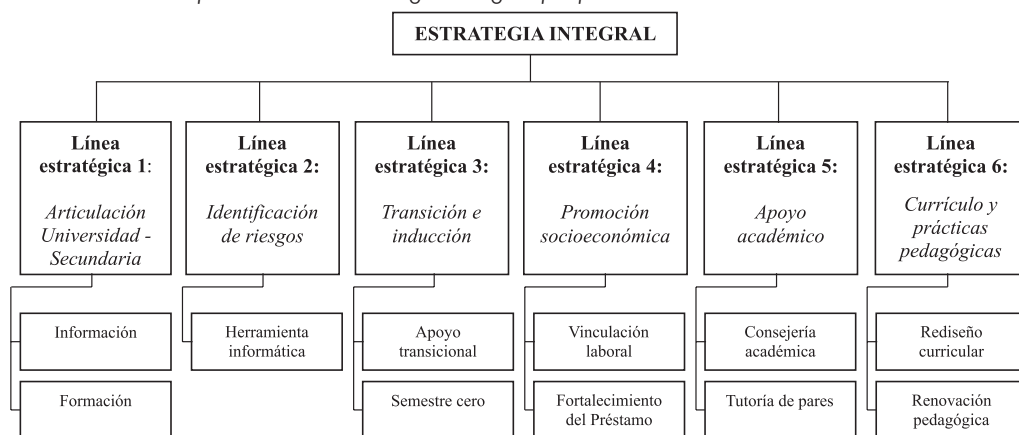 ESTRATEGIA INTEGRAL
Línea
estratégica 1:
Articulación
Universidad -
Secundaria
Línea
estratégica 2:
Identificación
de riesgos
Línea
estratégica 3:
Transición e
inducción
Línea
estratégica 4:
Promoción
socioeconómica
Línea
estratégica 5:
Apoyo
académico
Línea
estratégica 6:
Currículo y
prácticas
pedagógicas
Información
Herramienta
informática
Apoyo
transicional
Vinculación
laboral
Consejería
académica
Rediseño
curricular
Formación
Semestre cero
Fortalecimiento
del Préstamo
Tutoría de pares
Renovación
pedagógica